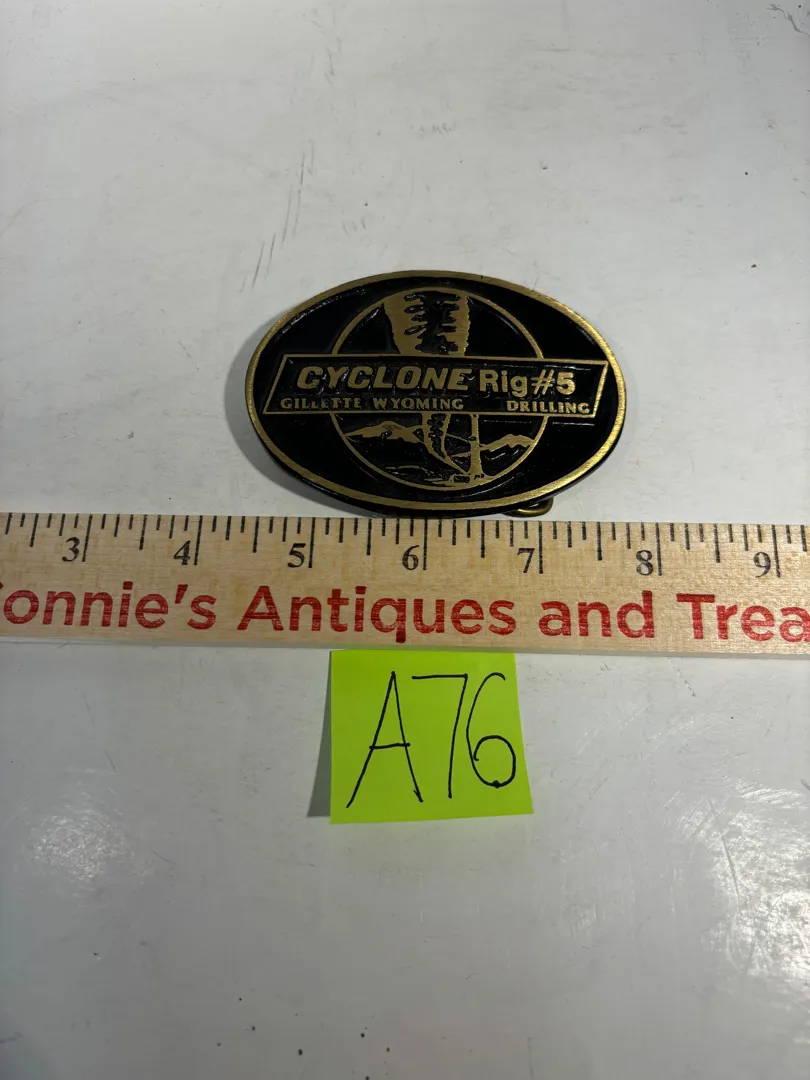 CYCLONE Rig#5
GILLETTE WYOMING DRILLING
3 4 5 6 7 8 9
onnie's Antiques and Trea
A76